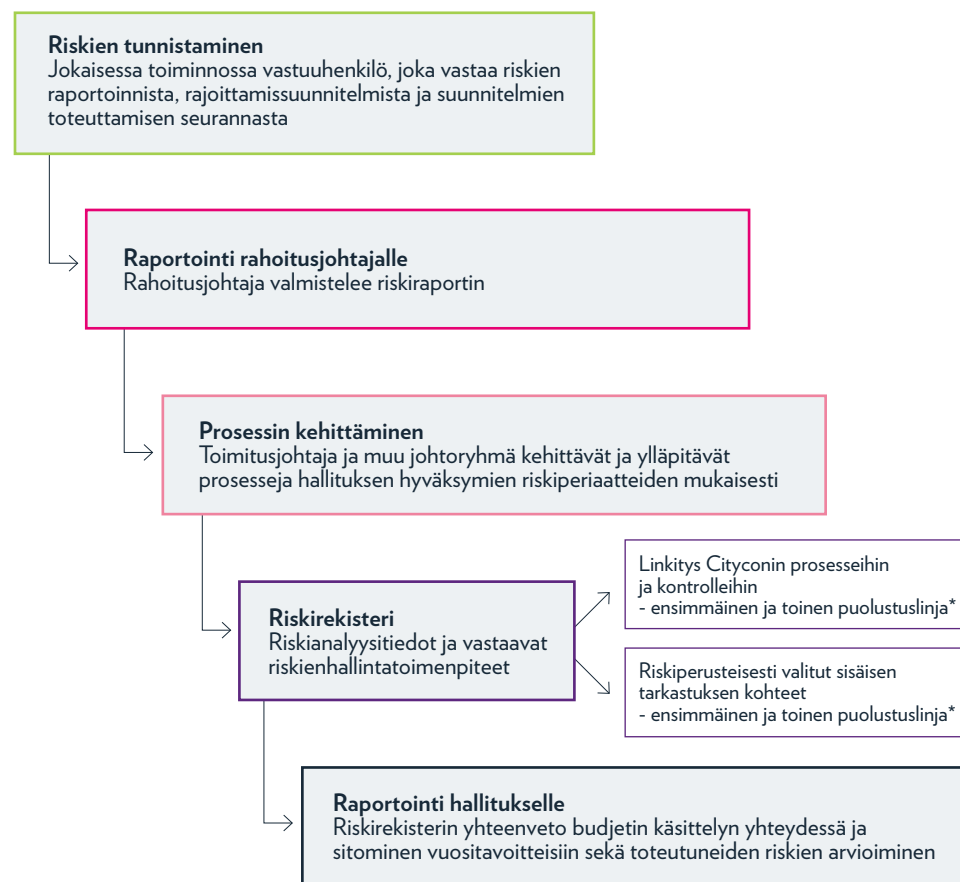 Riskien tunnistaminen
Jokaisessa toiminnossa vastuuhenkilö, joka vastaa riskien
raportoinnista, rajoittamissuunnitelmista ja suunnitelmien
toteuttamisen seurannasta
Raportointi rahoitusjohtajalle
Rahoitusjohtaja valmistelee riskiraportin
Prosessin kehittäminen
Toimitusjohtaja ja muu johtoryhmä kehittävät ja ylläpitävät
prosesseja hallituksen hyväksymien riskiperiaatteiden mukaisesti
Riskirekisteri
Riskianalyysitiedot ja vastaavat
riskienhallintatoimenpiteet
Linkitys Cityconin prosesseihin
ja kontrolleihin
- ensimmäinen ja toinen puolustuslinja*
Riskiperusteisesti valitut sisäisen
tarkastuksen kohteet
- ensimmäinen ja toinen puolustuslinja*
Raportointi hallitukselle
Riskirekisterin yhteenveto budjetin käsittelyn yhteydessä ja
sitominen vuositavoitteisiin sekä toteutuneiden riskien arvioiminen